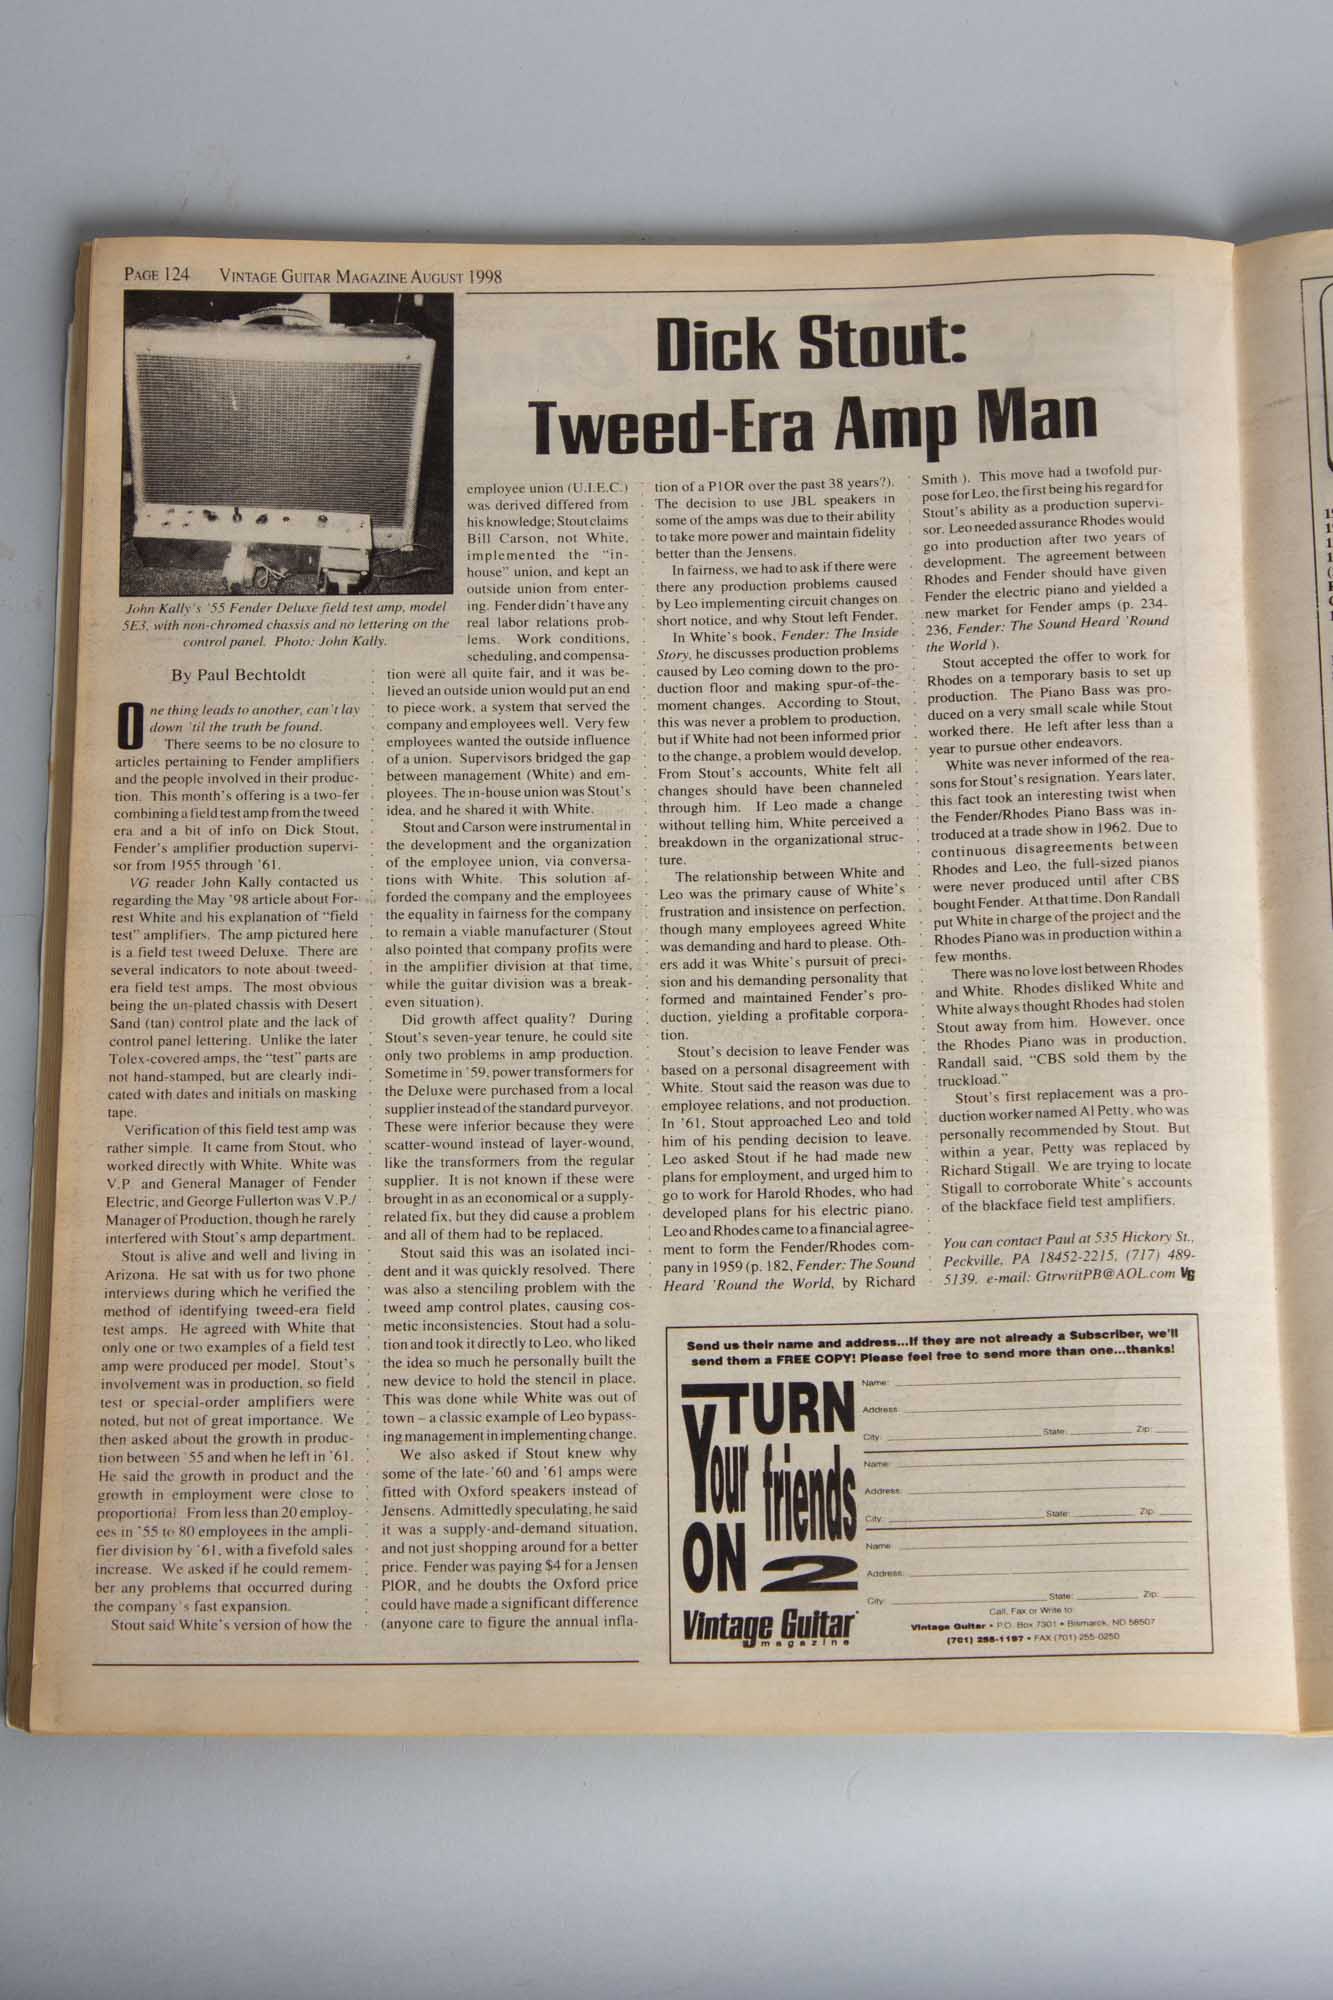 PAGE 124 VINTAGE GUITAR MAGAZINE AUGUST 1998
Dick Stout:
Tweed-Era Amp Man
John Kally's '55 Fender Deluxe field test amp, model
5E3, with non-chromed chassis and no lettering on the
control panel. Photo: John Kally.
By Paul Bechtoldt
One thing leads to another, can't lay
down 'til the truth be found.
There seems to be no closure to
articles pertaining to Fender amplifiers
and the people involved in their produc-
tion. This month's offering is a two-fer
combining a field test amp from the tweed
era and a bit of info on Dick Stout,
Fender's amplifier production supervi-
sor from 1955 through '61.
VG reader John Kally contacted us
regarding the May '98 article about For-
rest White and his explanation of "field
test" amplifiers. The amp pictured here
is a field test tweed Deluxe. There are
several indicators to note about tweed-
era field test amps. The most obvious
being the un-plated chassis with Desert
Sand (tan) control plate and the lack of
control panel lettering. Unlike the later
Tolex-covered amps, the "test" parts are
not hand-stamped, but are clearly indi-
cated with dates and initials on masking
tape.
Verification of this field test amp was
rather simple. It came from Stout, who
worked directly with White. White was
V.P. and General Manager of Fender
Electric, and George Fullerton was V.P./
Manager of Production, though he rarely
interfered with Stout's amp department.
Stout is alive and well and living in
Arizona. He sat with us for two phone
interviews during which he verified the
method of identifying tweed-era field
test amps. He agreed with White that
only one or two examples of a field test
amp were produced per model. Stout's
involvement was in production, so field
test or special-order amplifiers were
noted, but not of great importance. We
then asked about the growth in produc-
tion between '55 and when he left in '61.
He said the growth in product and the
growth in employment were close to
proportional. From less than 20 employ-
ees in '55 to 80 employees in the ampli-
fier division by '61, with a fivefold sales
increase. We asked if he could remem-
ber any problems that occurred during
the company's fast expansion.
Stout said White's version of how the
employee union (U.I.E.C.)
was derived differed from
his knowledge; Stout claims
Bill Carson, not White,
implemented the "in-
house" union, and kept an
outside union from enter-
ing. Fender didn't have any
real labor relations prob-
lems. Work conditions,
scheduling, and compensa-
tion were all quite fair, and it was be-
lieved an outside union would put an end
to piece work, a system that served the
company and employees well. Very few
employees wanted the outside influence
of a union. Supervisors bridged the gap
between management (White) and em-
ployees. The in-house union was Stout's
idea, and he shared it with White.
Stout and Carson were instrumental in
the development and the organization
of the employee union, via conversa-
tions with White. This solution af-
forded the company and the employees
the equality in fairness for the company
to remain a viable manufacturer (Stout
also pointed that company profits were
in the amplifier division at that time,
while the guitar division was a break-
even situation).
Did growth affect quality? During
Stout's seven-year tenure, he could site
only two problems in amp production.
Sometime in '59, power transformers for
the Deluxe were purchased from a local
supplier instead of the standard purveyor.
These were inferior because they were
scatter-wound instead of layer-wound,
like the transformers from the regular
supplier. It is not known if these were
brought in as an economical or a supply-
related fix, but they did cause a problem
and all of them had to be replaced.
Stout said this was an isolated inci-
dent and it was quickly resolved. There
was also a stenciling problem with the
tweed amp control plates, causing cos-
metic inconsistencies. Stout had a solu-
tion and took it directly to Leo, who liked
the idea so much he personally built the
new device to hold the stencil in place.
This was done while White was out of
town – a classic example of Leo bypass-
ing management in implementing change.
We also asked if Stout knew why
some of the late-'60 and '61 amps were
fitted with Oxford speakers instead of
Jensens. Admittedly speculating, he said
it was a supply-and-demand situation,
and not just shopping around for a better
price. Fender was paying $4 for a Jensen
P1OR, and he doubts the Oxford price
could have made a significant difference
(anyone care to figure the annual infla-
tion of a P1OR over the past 38 years?).
The decision to use JBL speakers in
some of the amps was due to their ability
to take more power and maintain fidelity
better than the Jensens.
In fairness, we had to ask if there were
there any production problems caused
by Leo implementing circuit changes on
short notice, and why Stout left Fender.
In White's book, Fender: The Inside
Story, he discusses production problems
caused by Leo coming down to the pro-
duction floor and making spur-of-the-
moment changes. According to Stout,
this was never a problem to production,
but if White had not been informed prior
to the change, a problem would develop.
From Stout's accounts, White felt all
changes should have been channeled
through him. If Leo made a change
without telling him, White perceived a
breakdown in the organizational struc-
ture.
The relationship between White and
Leo was the primary cause of White's
frustration and insistence on perfection,
though many employees agreed White
was demanding and hard to please. Oth-
ers add it was White's pursuit of preci-
sion and his demanding personality that
formed and maintained Fender's pro-
duction, yielding a profitable corpora-
tion.
Stout's decision to leave Fender was
based on a personal disagreement with
White. Stout said the reason was due to
employee relations, and not production.
In '61, Stout approached Leo and told
him of his pending decision to leave.
Leo asked Stout if he had made new
plans for employment, and urged him to
go to work for Harold Rhodes, who had
developed plans for his electric piano.
Leo and Rhodes came to a financial agree-
ment to form the Fender/Rhodes com-
pany in 1959 (p. 182, Fender: The Sound
Heard 'Round the World, by Richard
Smith ). This move had a twofold pur-
pose for Leo, the first being his regard for
Stout's ability as a production supervi-
sor. Leo needed assurance Rhodes would
go into production after two years of
development. The agreement between
Rhodes and Fender should have given
Fender the electric piano and yielded a
new market for Fender amps (p. 234-
236, Fender: The Sound Heard 'Round
the World ).
Stout accepted the offer to work for
Rhodes on a temporary basis to set up
production. The Piano Bass was pro-
duced on a very small scale while Stout
worked there. He left after less than a
year to pursue other endeavors.
White was never informed of the rea-
sons for Stout's resignation. Years later,
this fact took an interesting twist when
the Fender/Rhodes Piano Bass was in-
troduced at a trade show in 1962. Due to
continuous disagreements between
Rhodes and Leo, the full-sized pianos
were never produced until after CBS
bought Fender. At that time, Don Randall
put White in charge of the project and the
Rhodes Piano was in production within a
few months.
There was no love lost between Rhodes
and White. Rhodes disliked White and
White always thought Rhodes had stolen
Stout away from him. However, once
the Rhodes Piano was in production,
Randall said, "CBS sold them by the
truckload."
Stout's first replacement was a pro-
duction worker named Al Petty, who was
personally recommended by Stout. But
within a year, Petty was replaced by
Richard Stigall. We are trying to locate
Stigall to corroborate White's accounts
of the blackface field test amplifiers.
You can contact Paul at 535 Hickory St.,
Peckville, PA 18452-2215, (717) 489-
5139. e-mail: GtrwritPB@AOL.com VG
Send us their name and address...If they are not already a Subscriber, we'll
send them a FREE COPY! Please feel free to send more than one...thanks!
TURN
Your friends
ON 2
Vintage Guitar
magazine
Name:
Address:
City: State: Zip:
Name:
Address:
City: State: Zip:
Name:
Address:
City: State: Zip:
Call, Fax or Write to:
Vintage Guitar • P.O. Box 7301 • Bismarck, ND 58507
(701) 255-1197 • FAX (701) 255-0250